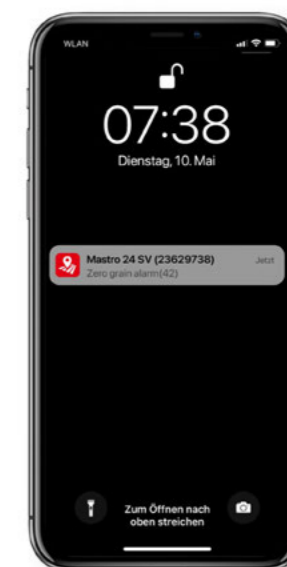 WLAN
07:38
Dienstag, 10. Mai
Mastro 24 SV (23629738)
Jetzt
Zero grain alarm(42)
Zum Öffnen nach
oben streichen